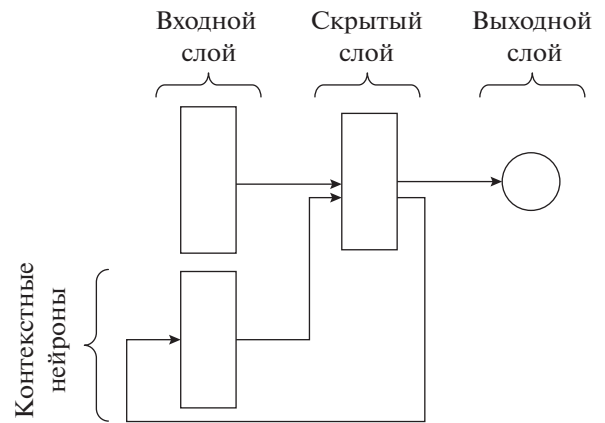 Входной
слой
Скрытый
слой
Выходной
слой
Контекстные
нейроны